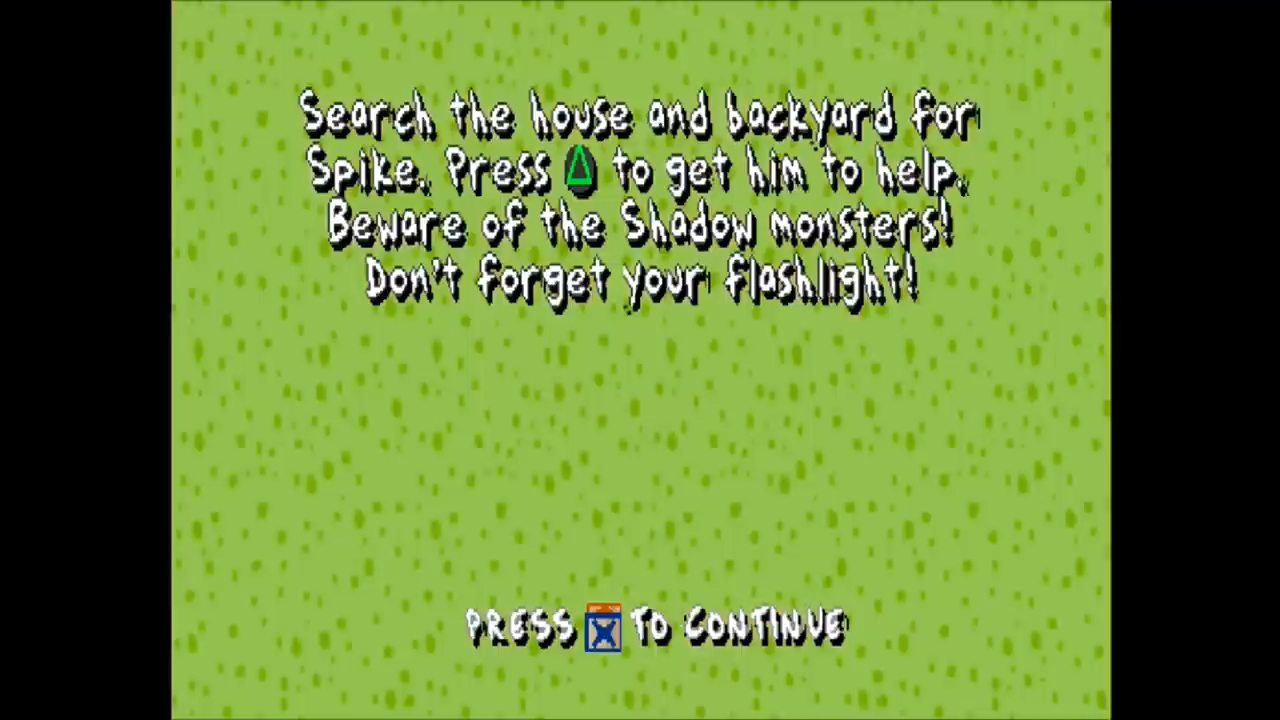 Search the house and backyard for
Spike. Press △ to get him to help.
Beware of the Shadow monsters!
Don't forget your flashlight!
PRESS X TO CONTINUE